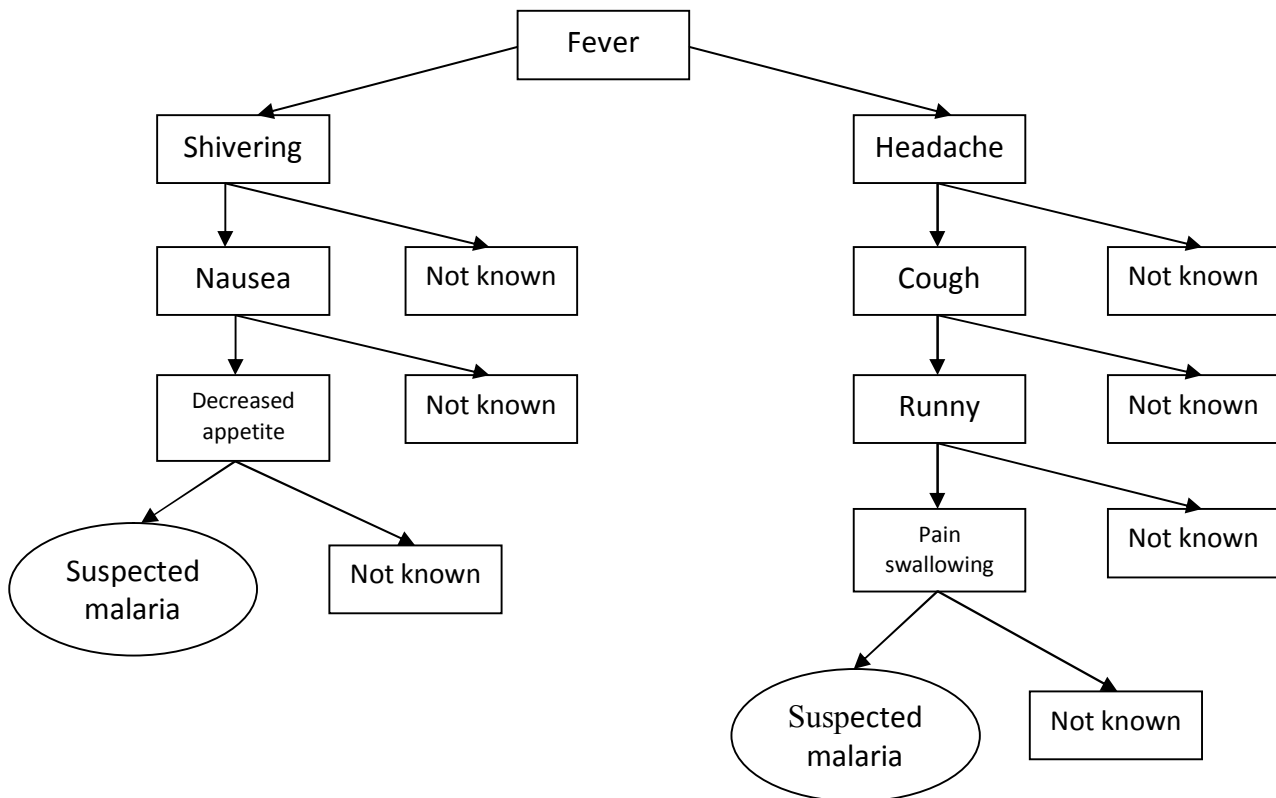 Fever
Shivering
Headache
Nausea
Not known
Cough
Not known
Decreased
appetite
Not known
Runny
Not known
Suspected
malaria
Not known
Pain
swallowing
Not known
Suspected
malaria
Not known